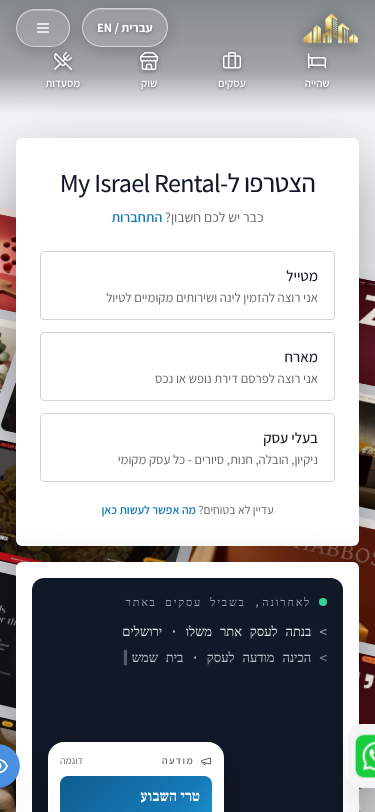 עברית / EN
שהייה
עסקים
שוק
מסעדות
הצטרפו ל-My Israel Rental
כבר יש לכם חשבון? התחברות
מטייל
אני רוצה להזמין לינה ושירותים מקומיים לטיול
מארח
אני רוצה לפרסם דירת נופש או נכס
בעלי עסק
ניקיון, הובלה, חנות, סיורים - כל עסק מקומי
עדיין לא בטוחים? מה אפשר לעשות כאן
לאחרונה, בשביל עסקים באתר
> בנתה לעסק אתר משלו · ירושלים
> הכינה מודעה לעסק · בית שמש
מודעה
דוגמה
טרי השבוע